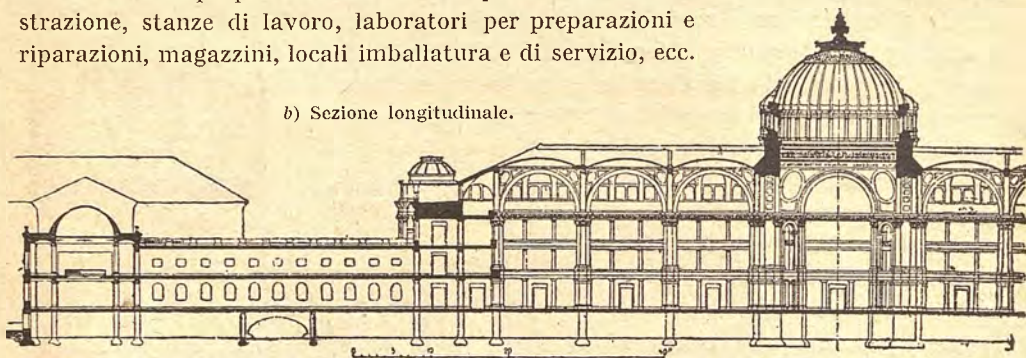 strazione, stanze di lavoro, laboratori per preparazioni e
riparazioni, magazzini, locali imballatura e di servizio, ecc.
b) Sezione longitudinale.